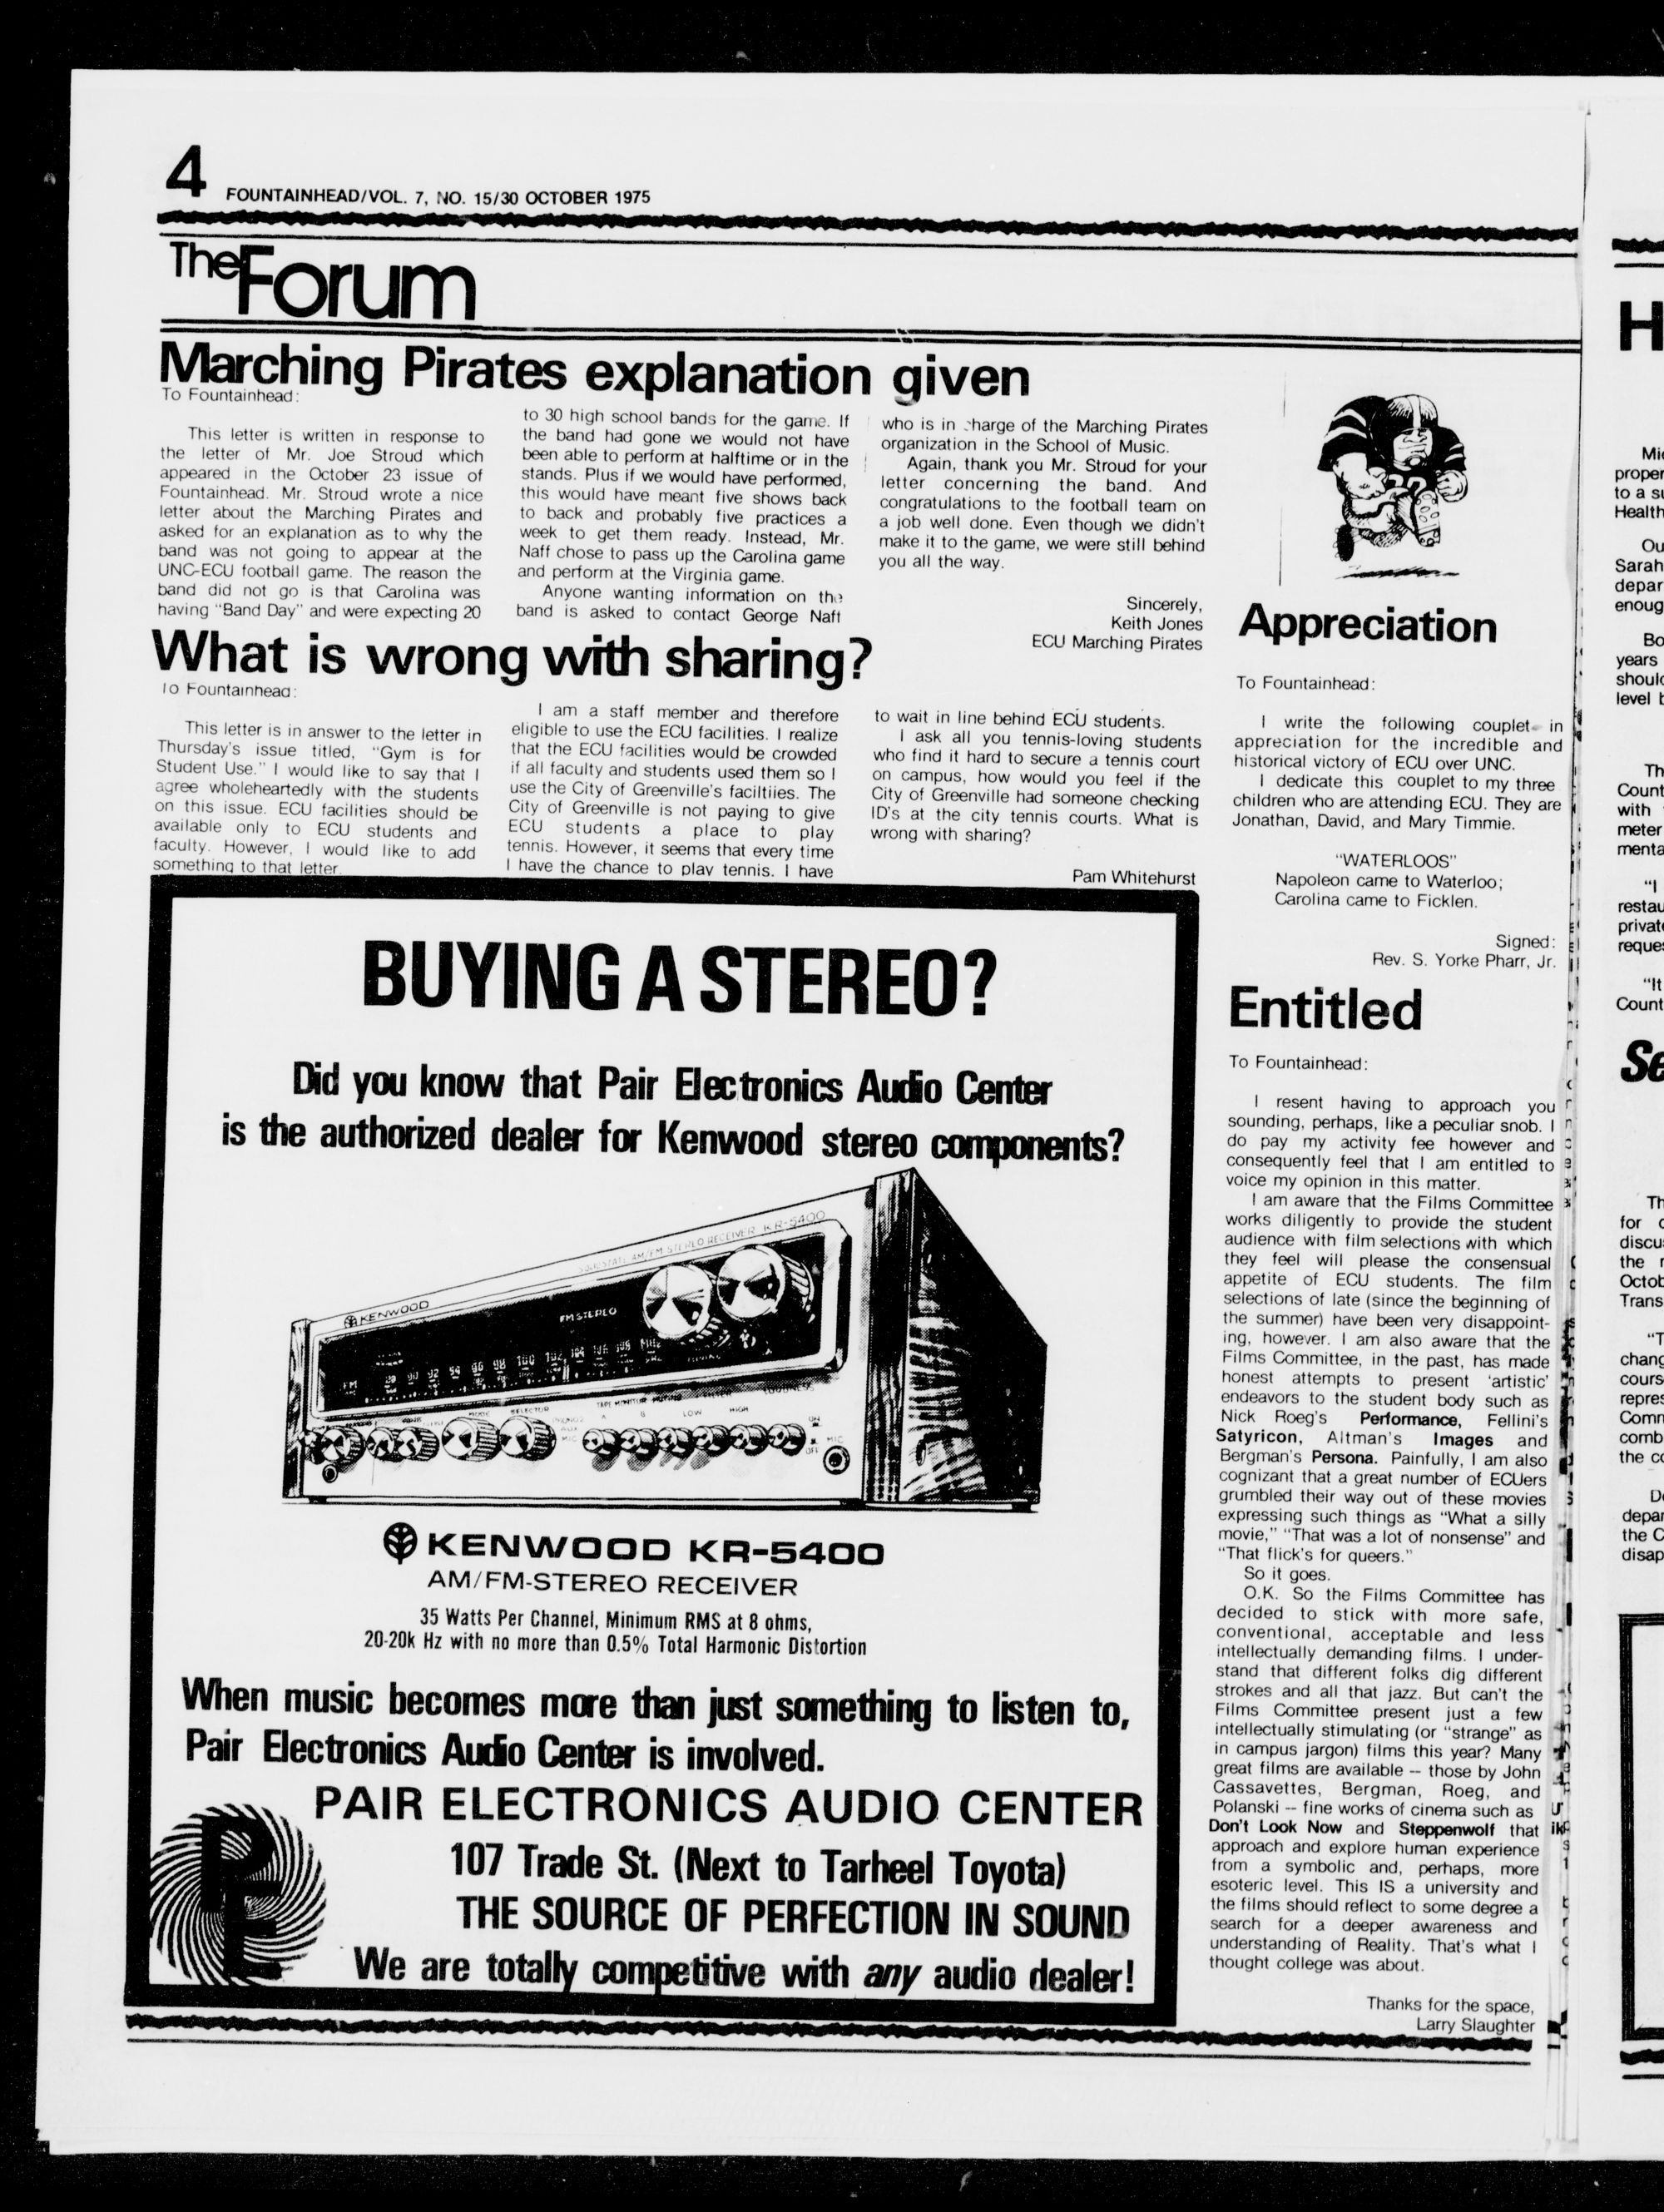 4
FOUNTAINHEAD/VOL. 7, NO. 15/30 OCTOBER 1975
The Forum
Marching Pirates explanation given
To Fountainhead:
This letter is written in response to
the letter of Mr. Joe Stroud which
appeared in the October 23 issue of
Fountainhead. Mr. Stroud wrote a nice
letter about the Marching Pirates and
asked for an explanation as to why the
band was not going to appear at the
UNC-ECU football game. The reason the
band did not go is that Carolina was
having "Band Day" and were expecting 20
to 30 high school bands for the game. If
the band had gone we would not have
been able to perform at halftime or in the
stands. Plus if we would have performed,
this would have meant five shows back
to back and probably five practices a
week to get them ready. Instead, Mr.
Naff chose to pass up the Carolina game
and perform at the Virginia game.
Anyone wanting information on the
band is asked to contact George Naff
who is in charge of the Marching Pirates
organization in the School of Music.
Again, thank you Mr. Stroud for your
letter concerning the band. And
congratulations to the football team on
a job well done. Even though we didn't
make it to the game, we were still behind
you all the way.
Sincerely,
Keith Jones
ECU Marching Pirates
What is wrong with sharing?
To Fountainhead:
This letter is in answer to the letter in
Thursday's issue titled, "Gym is for
Student Use." I would like to say that I
agree wholeheartedly with the students
on this issue. ECU facilities should be
available only to ECU students and
faculty. However, I would like to add
something to that letter.
I am a staff member and therefore
eligible to use the ECU facilities. I realize
that the ECU facilities would be crowded
if all faculty and students used them so I
use the City of Greenville's faciltiies. The
City of Greenville is not paying to give
ECU students a place to play
tennis. However, it seems that every time
I have the chance to play tennis. I have
to wait in line behind ECU students.
I ask all you tennis-loving students
who find it hard to secure a tennis court
on campus, how would you feel if the
City of Greenville had someone checking
ID's at the city tennis courts. What is
wrong with sharing?
Pam Whitehurst
Appreciation
To Fountainhead:
I write the following couplet in
appreciation for the incredible and
historical victory of ECU over UNC.
I dedicate this couplet to my three
children who are attending ECU. They are
Jonathan, David, and Mary Timmie.
"WATERLOOS"
Napoleon came to Waterloo;
Carolina came to Ficklen.
Signed:
Rev. S. Yorke Pharr, Jr.
Entitled
To Fountainhead:
I resent having to approach you
sounding, perhaps, like a peculiar snob. I
do pay my activity fee however and
consequently feel that I am entitled to
voice my opinion in this matter.
I am aware that the Films Committee
works diligently to provide the student
audience with film selections with which
they feel will please the consensual
appetite of ECU students. The film
selections of late (since the beginning of
the summer) have been very disappoint-
ing, however. I am also aware that the
Films Committee, in the past, has made
honest attempts to present 'artistic'
endeavors to the student body such as
Nick Roeg's Performance, Fellini's
Satyricon, Altman's Images and
Bergman's Persona. Painfully, I am also
cognizant that a great number of ECUers
grumbled their way out of these movies
expressing such things as "What a silly
movie," "That was a lot of nonsense" and
"That flick's for queers."
So it goes.
O.K. So the Films Committee has
decided to stick with more safe,
conventional, acceptable and less
intellectually demanding films. I under-
stand that different folks dig different
strokes and all that jazz. But can't the
Films Committee present just a few
intellectually stimulating (or "strange" as
in campus jargon) films this year? Many
great films are available -- those by John
Cassavettes, Bergman, Roeg, and
Polanski -- fine works of cinema such as
Don't Look Now and Steppenwolf that
approach and explore human experience
from a symbolic and, perhaps, more
esoteric level. This IS a university and
the films should reflect to some degree a
search for a deeper awareness and
understanding of Reality. That's what I
thought college was about.
Thanks for the space,
Larry Slaughter
BUYING A STEREO?
Did you know that Pair Electronics Audio Center
is the authorized dealer for Kenwood stereo components?
SOLID STATE AM/FM STEREO RECEIVER KR-5400
KENWOOD
FM STEREO
KENWOOD KR-5400
AM/FM-STEREO RECEIVER
35 Watts Per Channel, Minimum RMS at 8 ohms,
20-20k Hz with no more than 0.5% Total Harmonic Distortion
When music becomes more than just something to listen to,
Pair Electronics Audio Center is involved.
PAIR ELECTRONICS AUDIO CENTER
107 Trade St. (Next to Tarheel Toyota)
THE SOURCE OF PERFECTION IN SOUND
We are totally competitive with any audio dealer!